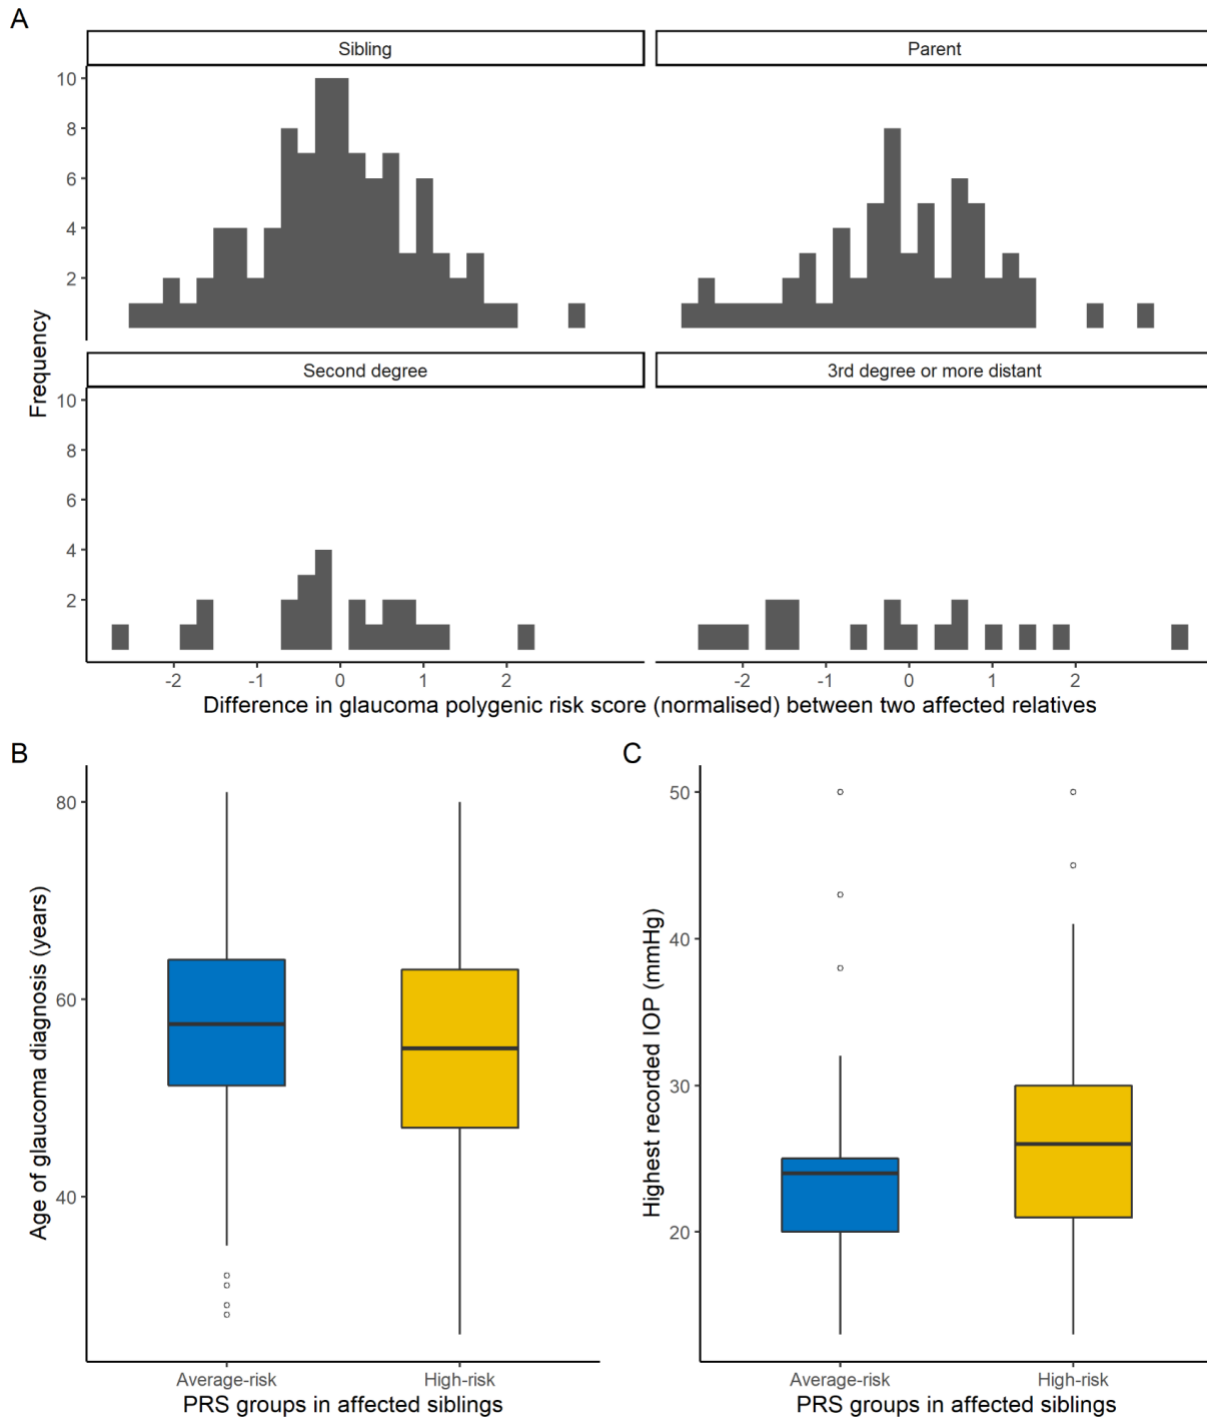 A
Sibling
Parent
10
8
6
4
2
Second degree
3rd degree or more distant
10
8
6
4
2
Frequency
-2 -1 0 1 2
-2 -1 0 1 2
Difference in glaucoma polygenic risk score (normalised) between two affected relatives
B
80
60
40
Age of glaucoma diagnosis (years)
Average-risk
High-risk
PRS groups in affected siblings
C
50
40
30
20
Highest recorded IOP (mmHg)
Average-risk
High-risk
PRS groups in affected siblings